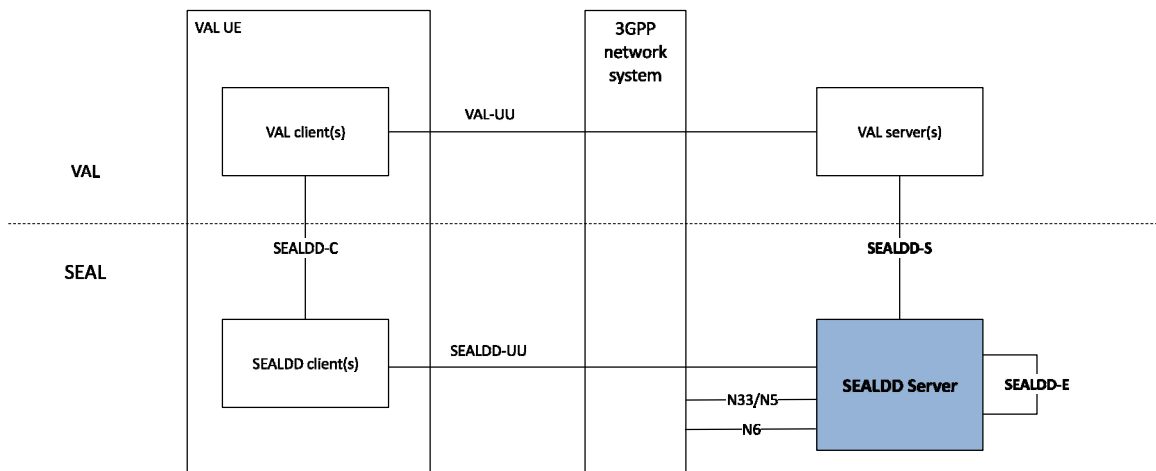 VAL UE
3GPP
network
system
VAL-UU
VAL client(s)
VAL server(s)
VAL
SEALDD-C
SEALDD-S
SEAL
SEALDD-UU
SEALDD client(s)
SEALDD Server
SEALDD-E
N33/N5
N6